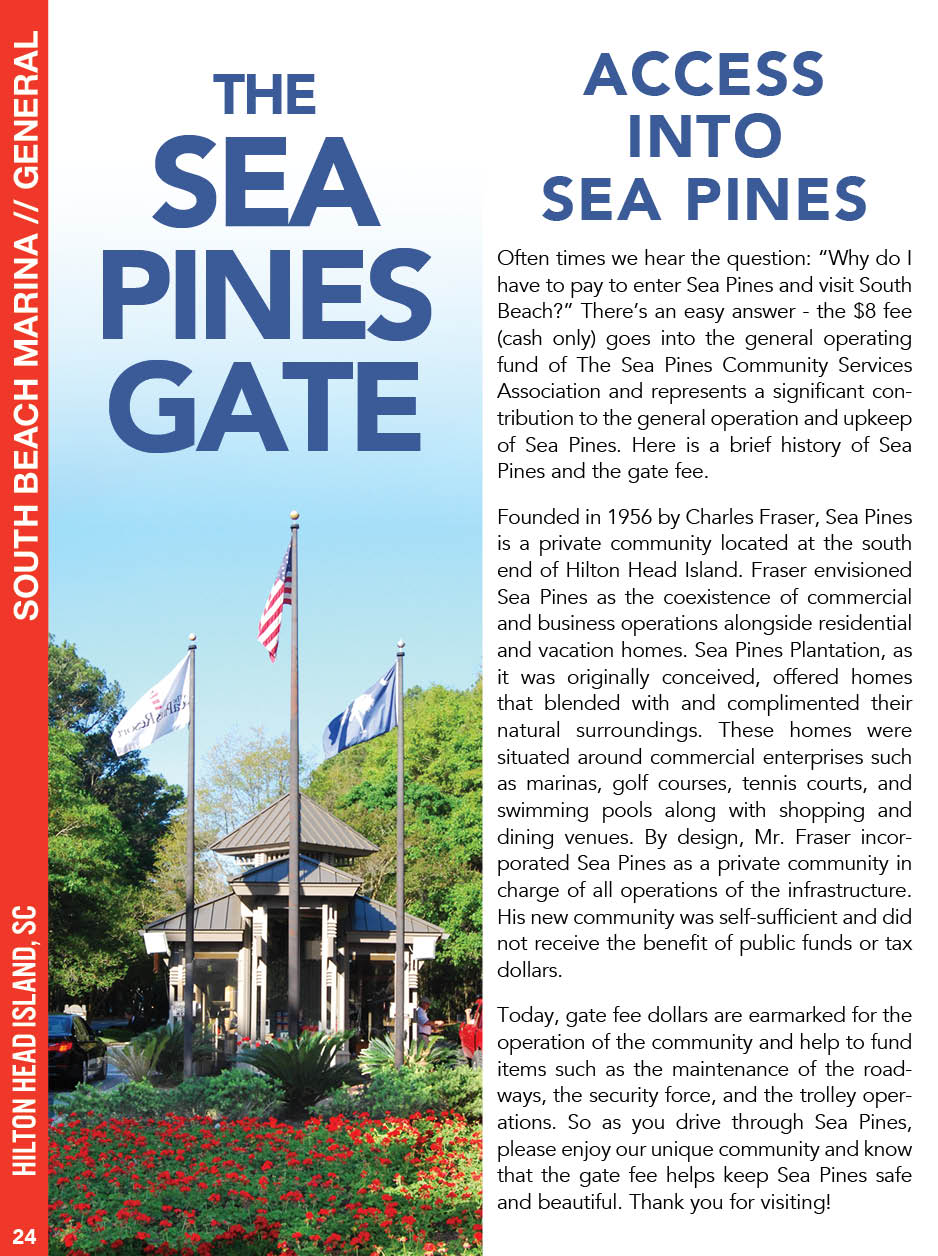 SOUTH BEACH MARINA // GENERAL
HILTON HEAD ISLAND, SC
24
THE
SEA
PINES
GATE
ACCESS
INTO
SEA PINES
Often times we hear the question: “Why do I
have to pay to enter Sea Pines and visit South
Beach?” There’s an easy answer - the $8 fee
(cash only) goes into the general operating
fund of The Sea Pines Community Services
Association and represents a significant con-
tribution to the general operation and upkeep
of Sea Pines. Here is a brief history of Sea
Pines and the gate fee.
Founded in 1956 by Charles Fraser, Sea Pines
is a private community located at the south
end of Hilton Head Island. Fraser envisioned
Sea Pines as the coexistence of commercial
and business operations alongside residential
and vacation homes. Sea Pines Plantation, as
it was originally conceived, offered homes
that blended with and complimented their
natural surroundings. These homes were
situated around commercial enterprises such
as marinas, golf courses, tennis courts, and
swimming pools along with shopping and
dining venues. By design, Mr. Fraser incor-
porated Sea Pines as a private community in
charge of all operations of the infrastructure.
His new community was self-sufficient and did
not receive the benefit of public funds or tax
dollars.
Today, gate fee dollars are earmarked for the
operation of the community and help to fund
items such as the maintenance of the road-
ways, the security force, and the trolley oper-
ations. So as you drive through Sea Pines,
please enjoy our unique community and know
that the gate fee helps keep Sea Pines safe
and beautiful. Thank you for visiting!